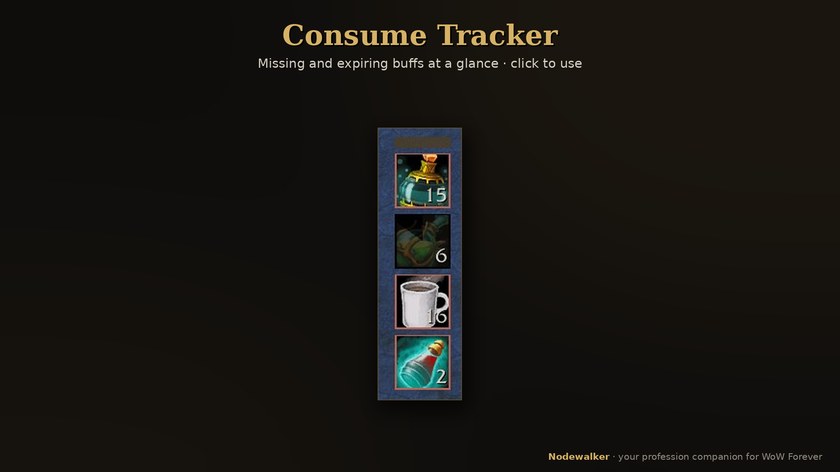 Consume Tracker
Missing and expiring buffs at a glance · click to use
15
6
16
2
Nodewalker · your profession companion for WoW Forever